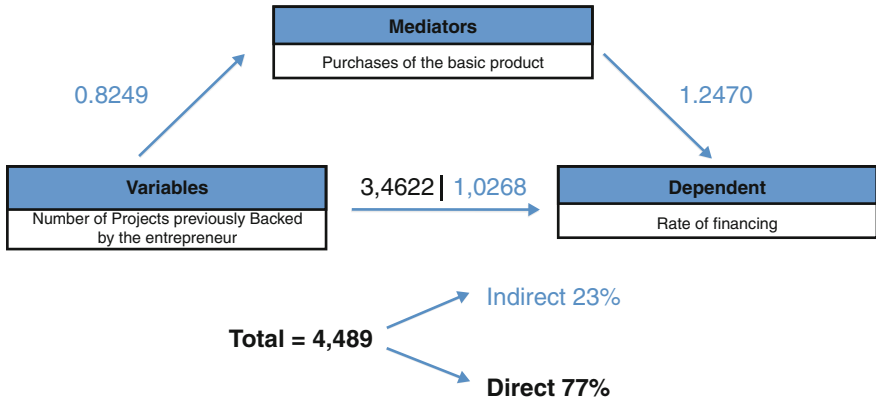 Mediators
Purchases of the basic product
0.8249
1.2470
Variables
Number of Projects previously Backed
by the entrepreneur
3,4622 | 1,0268
Dependent
Rate of financing
Indirect 23%
Total = 4,489
Direct 77%